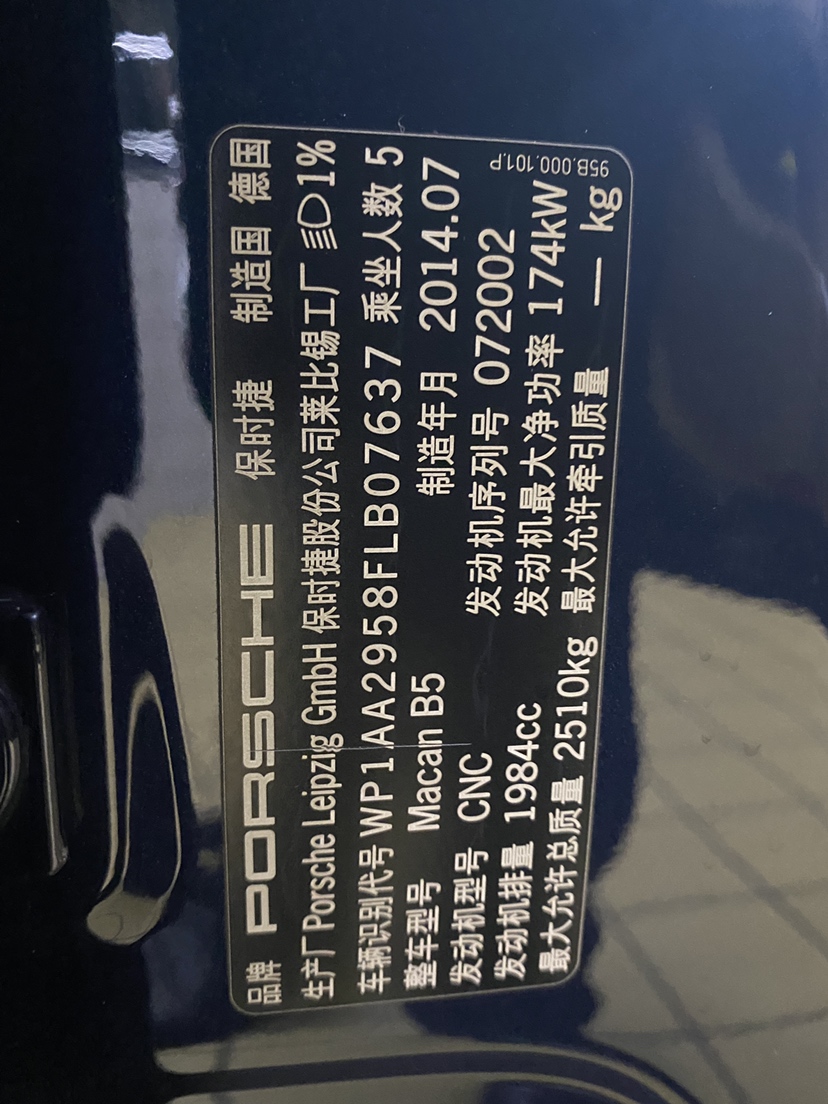 品牌 PORSCHE 保时捷 制造国 德国
生产厂 Porsche Leipzig GmbH 保时捷股份公司莱比锡工厂 1%
车辆识别代号 WP1AA2958FLB07637 乘坐人数 5
整车型号 Macan B5 制造年月 2014.07
发动机型号 CNC 发动机序列号 072002
发动机排量 1984cc 发动机最大净功率 174kW
最大允许总质量 2510kg 最大允许牵引质量 — kg
95B.000.101.P